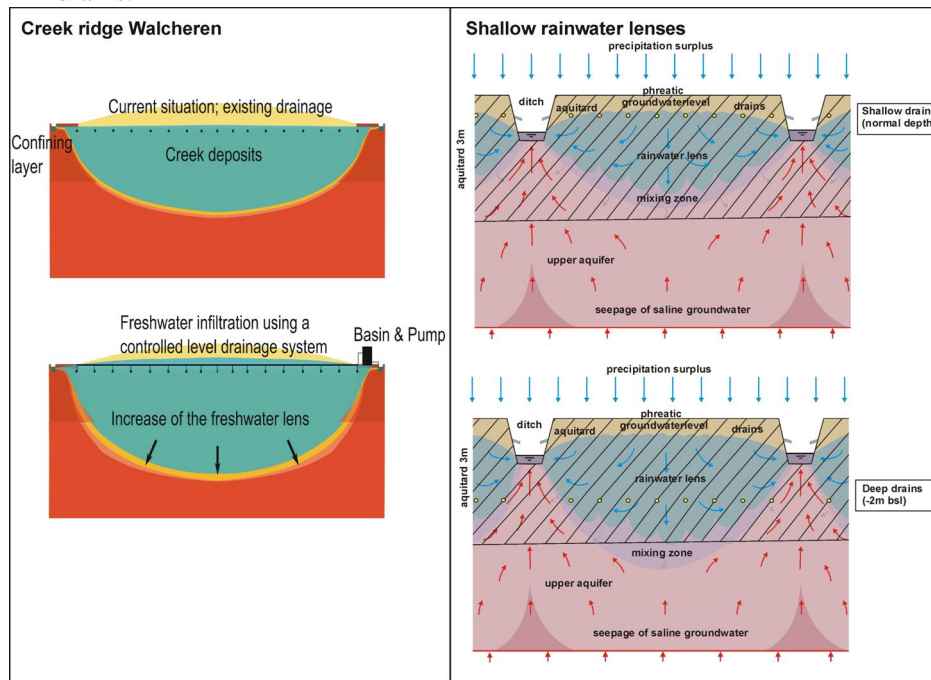 Creek ridge Walcheren
Current situation; existing drainage
Confining
layer
Creek deposits
Freshwater infiltration using a
controlled level drainage system
Basin & Pump
Increase of the freshwater lens
Shallow rainwater lenses
precipitation surplus
phreatic
ditch
aquitard
groundwaterlevel
drains
Shallow drain
(normal depth
aquitard 3m
rainwater lens
mixing zone
upper aquifer
seepage of saline groundwater
precipitation surplus
phreatic
ditch
aquitard
groundwaterlevel
drains
aquitard 3m
rainwater lens
Deep drains
(-2m bsl)
mixing zone
upper aquifer
seepage of saline groundwater